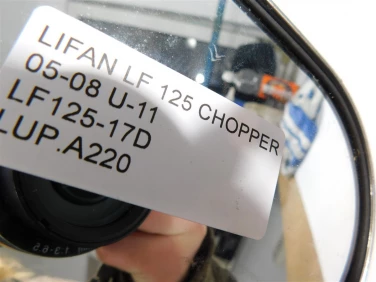 LIFAN LF 125 CHOPPER
05-08 U-11
LF125-17D
LUP.A220